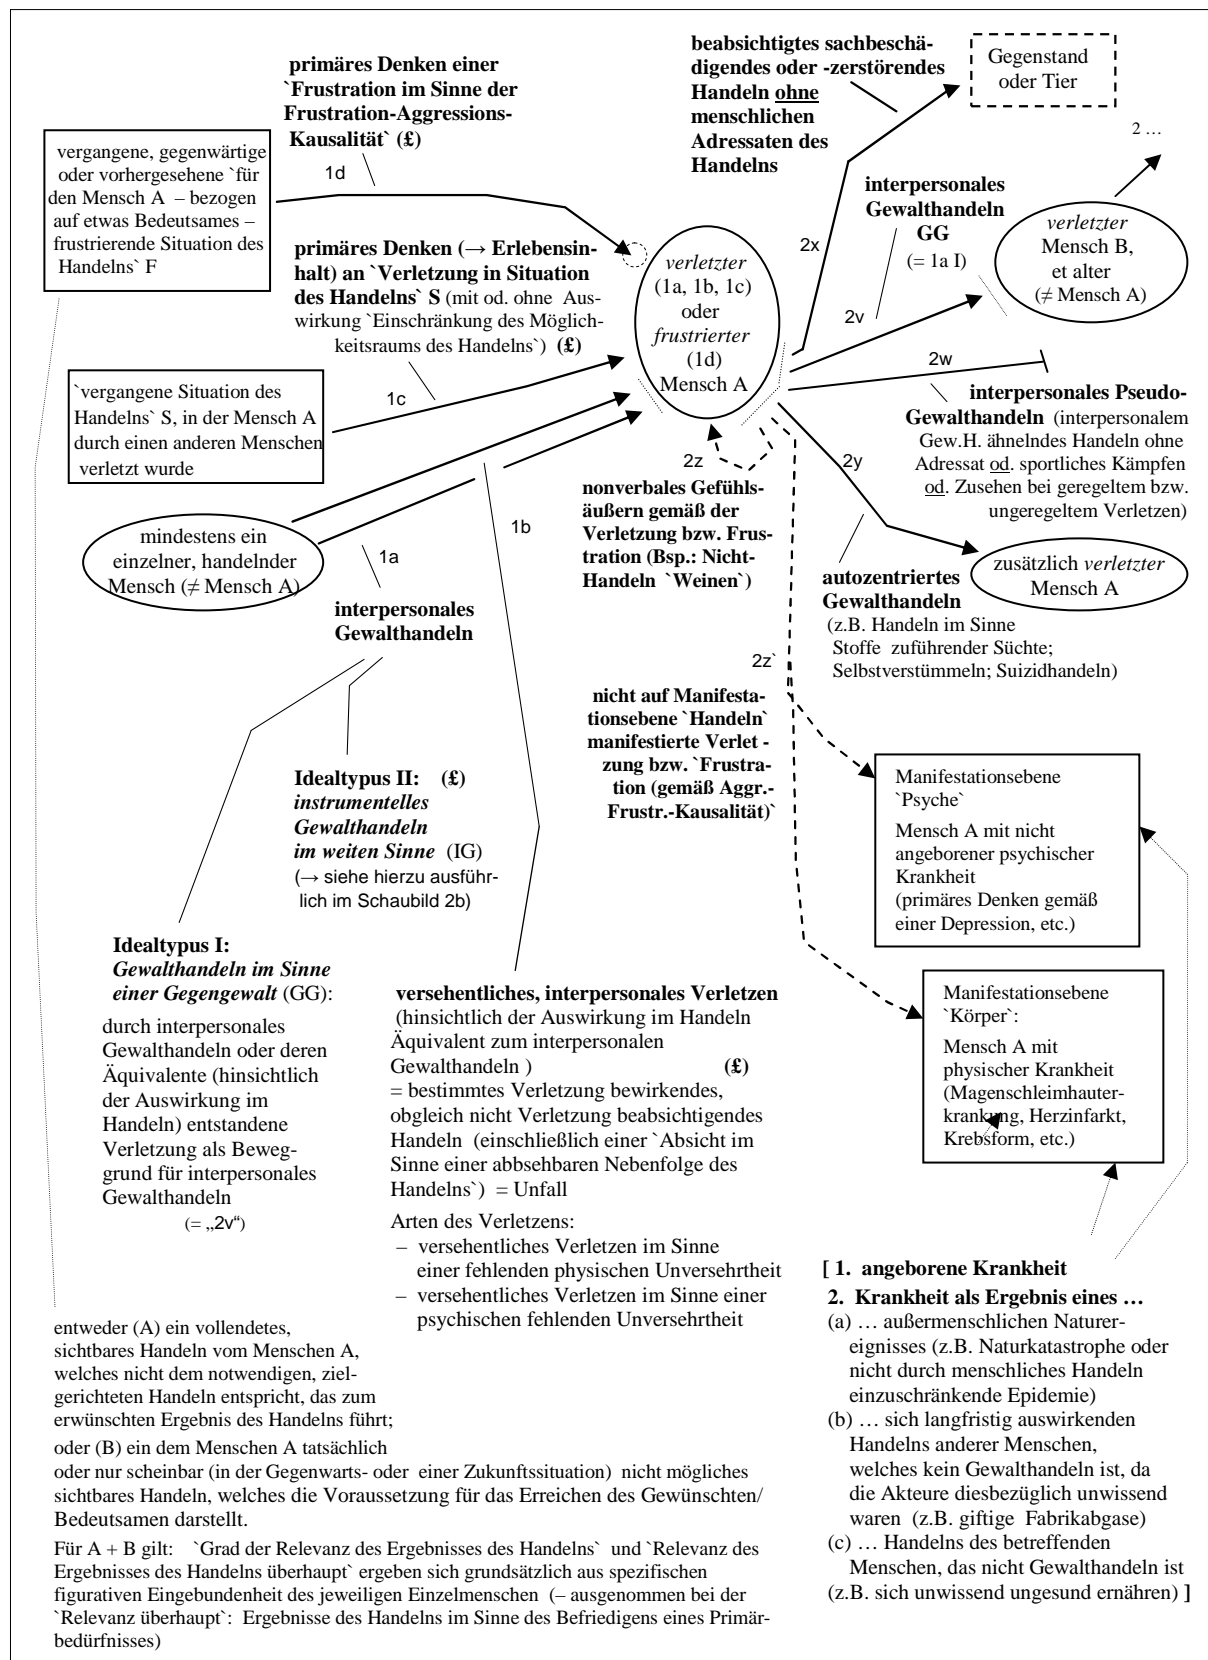 primäres Denken einer
`Frustration im Sinne der
Frustration-Aggressions-
Kausalität` (£)
beabsichtigtes sachbeschä-
digendes oder -zerstörendes
Handeln ohne
menschlichen
Adressaten des
Handelns
Gegenstand
oder Tier
2 …
vergangene, gegenwärtige
oder vorhergesehene `für
den Mensch A – bezogen
auf etwas Bedeutsames –
frustrierende Situation des
Handelns` F
1d
interpersonales
Gewalthandeln
GG
(= 1a I)
verletzter
Mensch B,
et alter
(≠ Mensch A)
primäres Denken (→ Erlebensin-
halt) an `Verletzung in Situation
des Handelns` S (mit od. ohne Aus-
wirkung `Einschränkung des Möglich-
keitsraums des Handelns`) (£)
verletzter
(1a, 1b, 1c)
oder
frustrierter
(1d)
Mensch A
2x
2v
2w
`vergangene Situation des
Handelns` S, in der Mensch A
durch einen anderen Menschen
verletzt wurde
1c
interpersonales Pseudo-
Gewalthandeln (interpersonalem
Gew.H. ähnelndes Handeln ohne
Adressat od. sportliches Kämpfen
od. Zusehen bei geregeltem bzw.
ungeregeltem Verletzen)
2z
2y
nonverbales Gefühls-
äußern gemäß der
Verletzung bzw. Frus-
tration (Bsp.: Nicht-
Handeln `Weinen`)
mindestens ein
einzelner, handelnder
Mensch (≠ Mensch A)
1a
1b
zusätzlich verletzter
Mensch A
interpersonales
Gewalthandeln
autozentriertes
Gewalthandeln
(z.B. Handeln im Sinne
Stoffe zuführender Süchte;
Selbstverstümmeln; Suizidhandeln)
2z`
nicht auf Manifesta-
tionsebene `Handeln`
manifestierte Verlet -
zung bzw. `Frustra-
tion (gemäß Aggr.-
Frustr.-Kausalität)`
Idealtypus II: (£)
instrumentelles
Gewalthandeln
im weiten Sinne (IG)
(→ siehe hierzu ausführ-
lich im Schaubild 2b)
Manifestationsebene
`Psyche`
Mensch A mit nicht
angeborener psychischer
Krankheit
(primäres Denken gemäß
einer Depression, etc.)
Idealtypus I:
Gewalthandeln im Sinne
einer Gegengewalt (GG):
durch interpersonales
Gewalthandeln oder deren
Äquivalente (hinsichtlich
der Auswirkung im
Handeln) entstandene
Verletzung als Beweg-
grund für interpersonales
Gewalthandeln
(= „2v“)
versehentliches, interpersonales Verletzen
(hinsichtlich der Auswirkung im Handeln
Äquivalent zum interpersonalen
Gewalthandeln ) (£)
= bestimmtes Verletzung bewirkendes,
obgleich nicht Verletzung beabsichtigendes
Handeln (einschließlich einer `Absicht im
Sinne einer abbsehbaren Nebenfolge des
Handelns`) = Unfall
Arten des Verletzens:
– versehentliches Verletzen im Sinne
einer fehlenden physischen Unversehrtheit
– versehentliches Verletzen im Sinne einer
psychischen fehlenden Unversehrtheit
Manifestationsebene
`Körper`:
Mensch A mit
physischer Krankheit
(Magenschleimhauter-
krankung, Herzinfarkt,
Krebsform, etc.)
[ 1. angeborene Krankheit
2. Krankheit als Ergebnis eines …
(a) … außermenschlichen Naturer-
eignisses (z.B. Naturkatastrophe oder
nicht durch menschliches Handeln
einzuschränkende Epidemie)
(b) … sich langfristig auswirkenden
Handelns anderer Menschen,
welches kein Gewalthandeln ist, da
die Akteure diesbezüglich unwissend
waren (z.B. giftige Fabrikabgase)
(c) … Handelns des betreffenden
Menschen, das nicht Gewalthandeln ist
(z.B. sich unwissend ungesund ernähren) ]
entweder (A) ein vollendetes,
sichtbares Handeln vom Menschen A,
welches nicht dem notwendigen, ziel-
gerichteten Handeln entspricht, das zum
erwünschten Ergebnis des Handelns führt;
oder (B) ein dem Menschen A tatsächlich
oder nur scheinbar (in der Gegenwarts- oder einer Zukunftssituation) nicht mögliches
sichtbares Handeln, welches die Voraussetzung für das Erreichen des Gewünschten/
Bedeutsamen darstellt.
Für A + B gilt: `Grad der Relevanz des Ergebnisses des Handelns` und `Relevanz des
Ergebnisses des Handelns überhaupt` ergeben sich grundsätzlich aus spezifischen
figurativen Eingebundenheit des jeweiligen Einzelmenschen (– ausgenommen bei der
`Relevanz überhaupt`: Ergebnisse des Handelns im Sinne des Befriedigens eines Primär-
bedürfnisses)